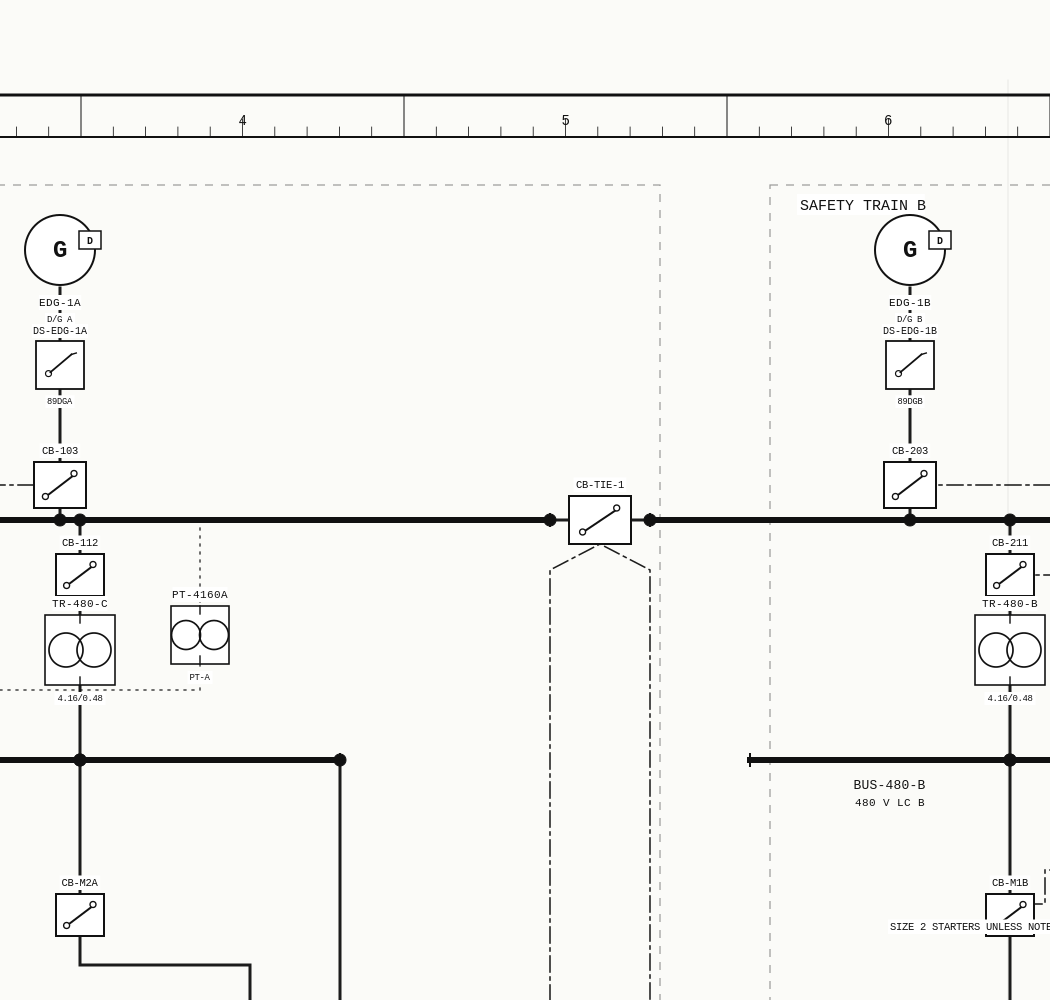 4
5
6
SAFETY TRAIN B
G
D
G
D
EDG-1A
EDG-1B
D/G A
D/G B
DS-EDG-1A
DS-EDG-1B
89DGA
89DGB
CB-103
CB-203
CB-TIE-1
CB-112
CB-211
PT-4160A
TR-480-C
TR-480-B
PT-A
4.16/0.48
4.16/0.48
BUS-480-B
480 V LC B
CB-M2A
CB-M1B
SIZE 2 STARTERS UNLESS NOTE